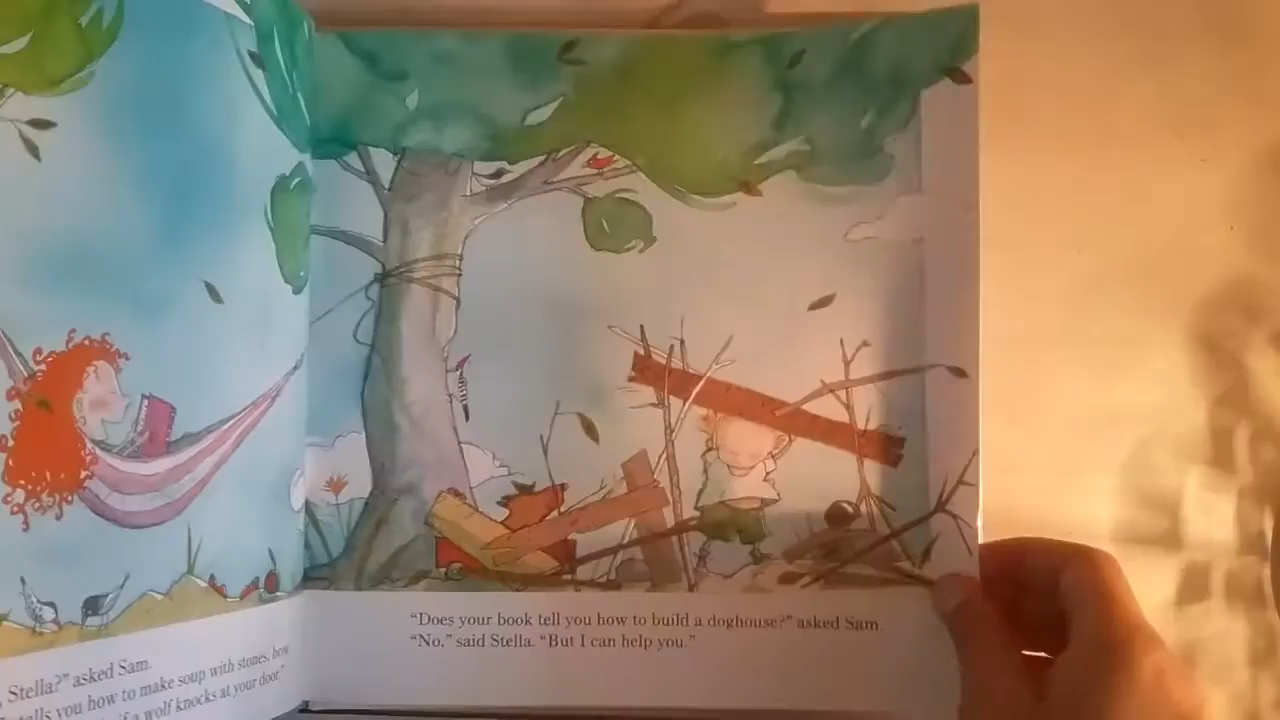 , Stella?” asked Sam.
tells you how to make soup with stones, how
if a wolf knocks at your door.”
“Does your book tell you how to build a doghouse?” asked Sam.
“No,” said Stella. “But I can help you.”